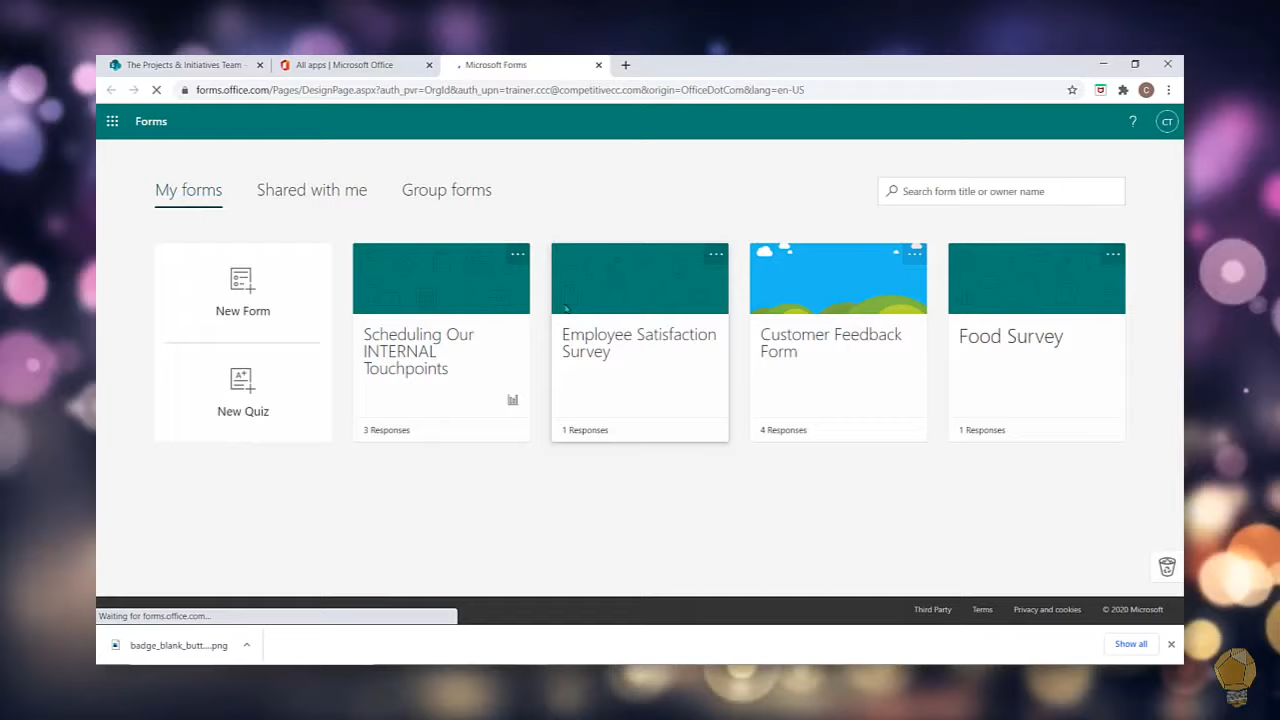 The Projects & Initiatives Team -
All apps | Microsoft Office
Microsoft Forms
forms.office.com/Pages/DesignPage.aspx?auth_pvr=OrgId&auth_upn=trainer.ccc@competitivecc.com&origin=OfficeDotCom&lang=en-US
C
Forms
?
CT
My forms
Shared with me
Group forms
Search form title or owner name
New Form
A+
New Quiz
Scheduling Our
INTERNAL
Touchpoints
3 Responses
Employee Satisfaction
Survey
1 Responses
Customer Feedback
Form
4 Responses
Food Survey
1 Responses
Third Party
Terms
Privacy and cookies
© 2020 Microsoft
Waiting for forms.office.com...
badge_blank_butt....png
Show all